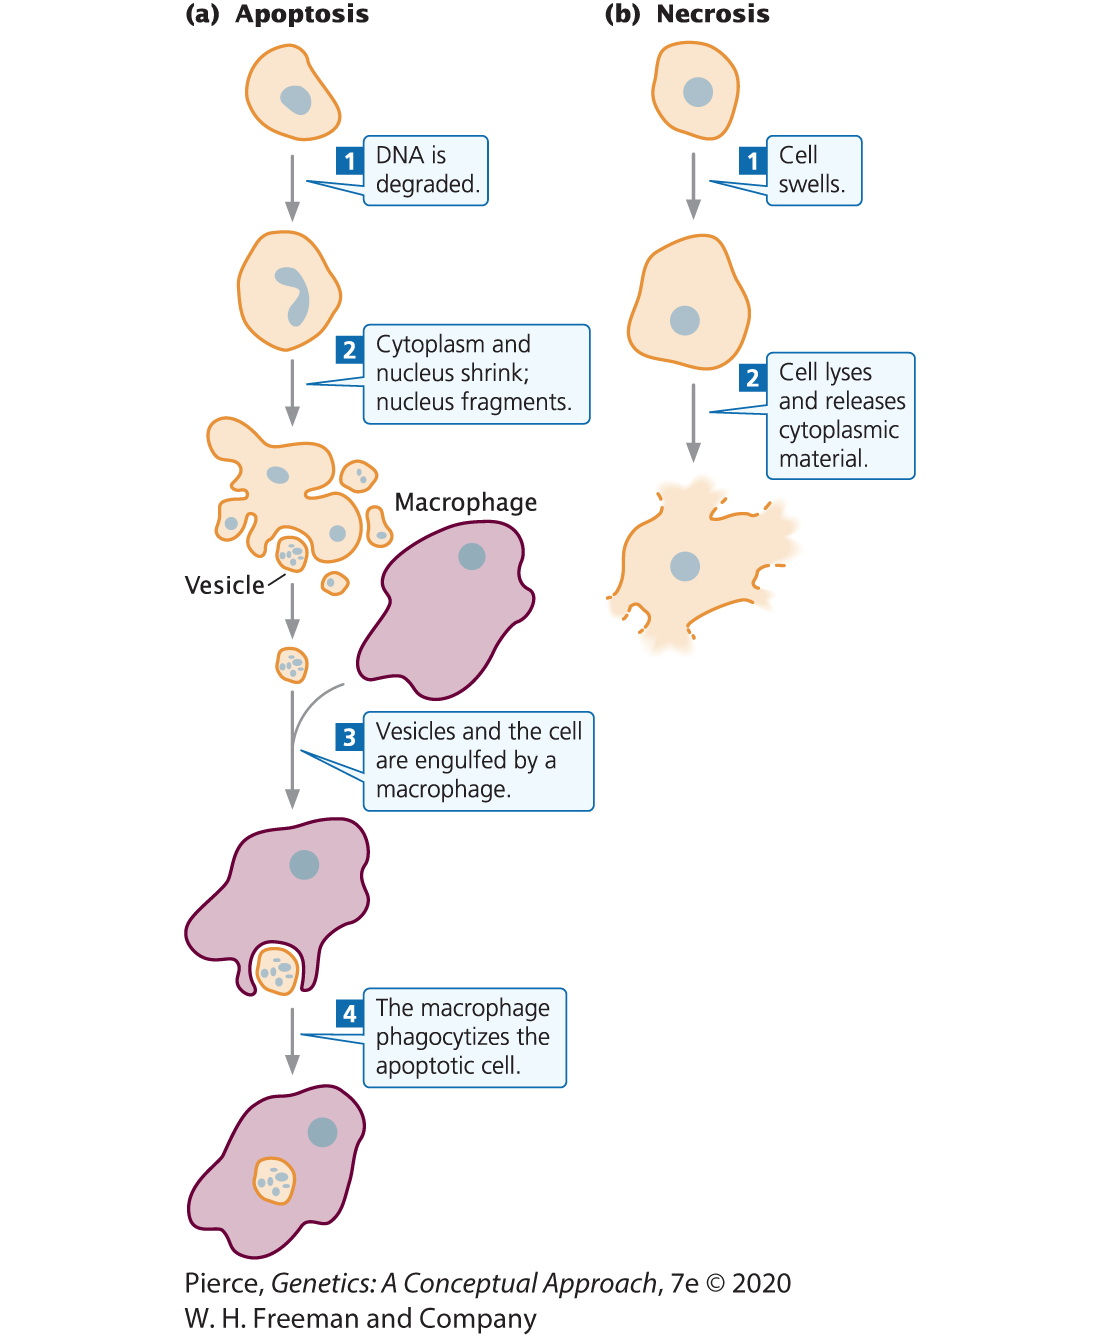 (a) Apoptosis
1 DNA is
degraded.
2 Cytoplasm and
nucleus shrink;
nucleus fragments.
Macrophage
Vesicle
3 Vesicles and the cell
are engulfed by a
macrophage.
4 The macrophage
phagocytizes the
apoptotic cell.
(b) Necrosis
1 Cell
swells.
2 Cell lyses
and releases
cytoplasmic
material.
Pierce, Genetics: A Conceptual Approach, 7e © 2020
W. H. Freeman and Company